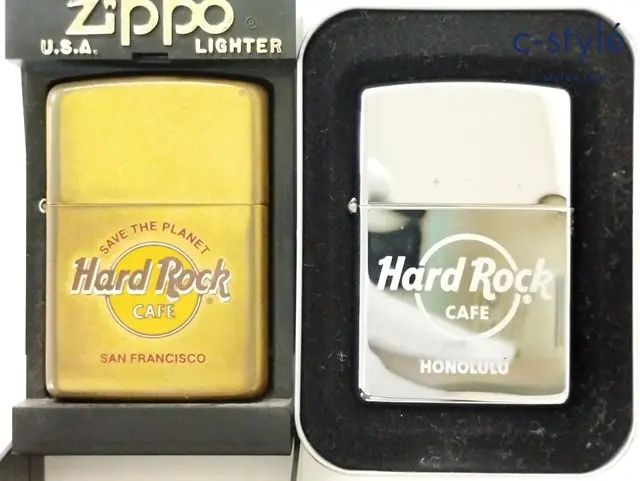 Zippo
U.S.A. LIGHTER
SAVE THE PLANET
Hard Rock
®
CAFE
SAN FRANCISCO
c-style
Hard Rock
®
CAFE
HONOLULU